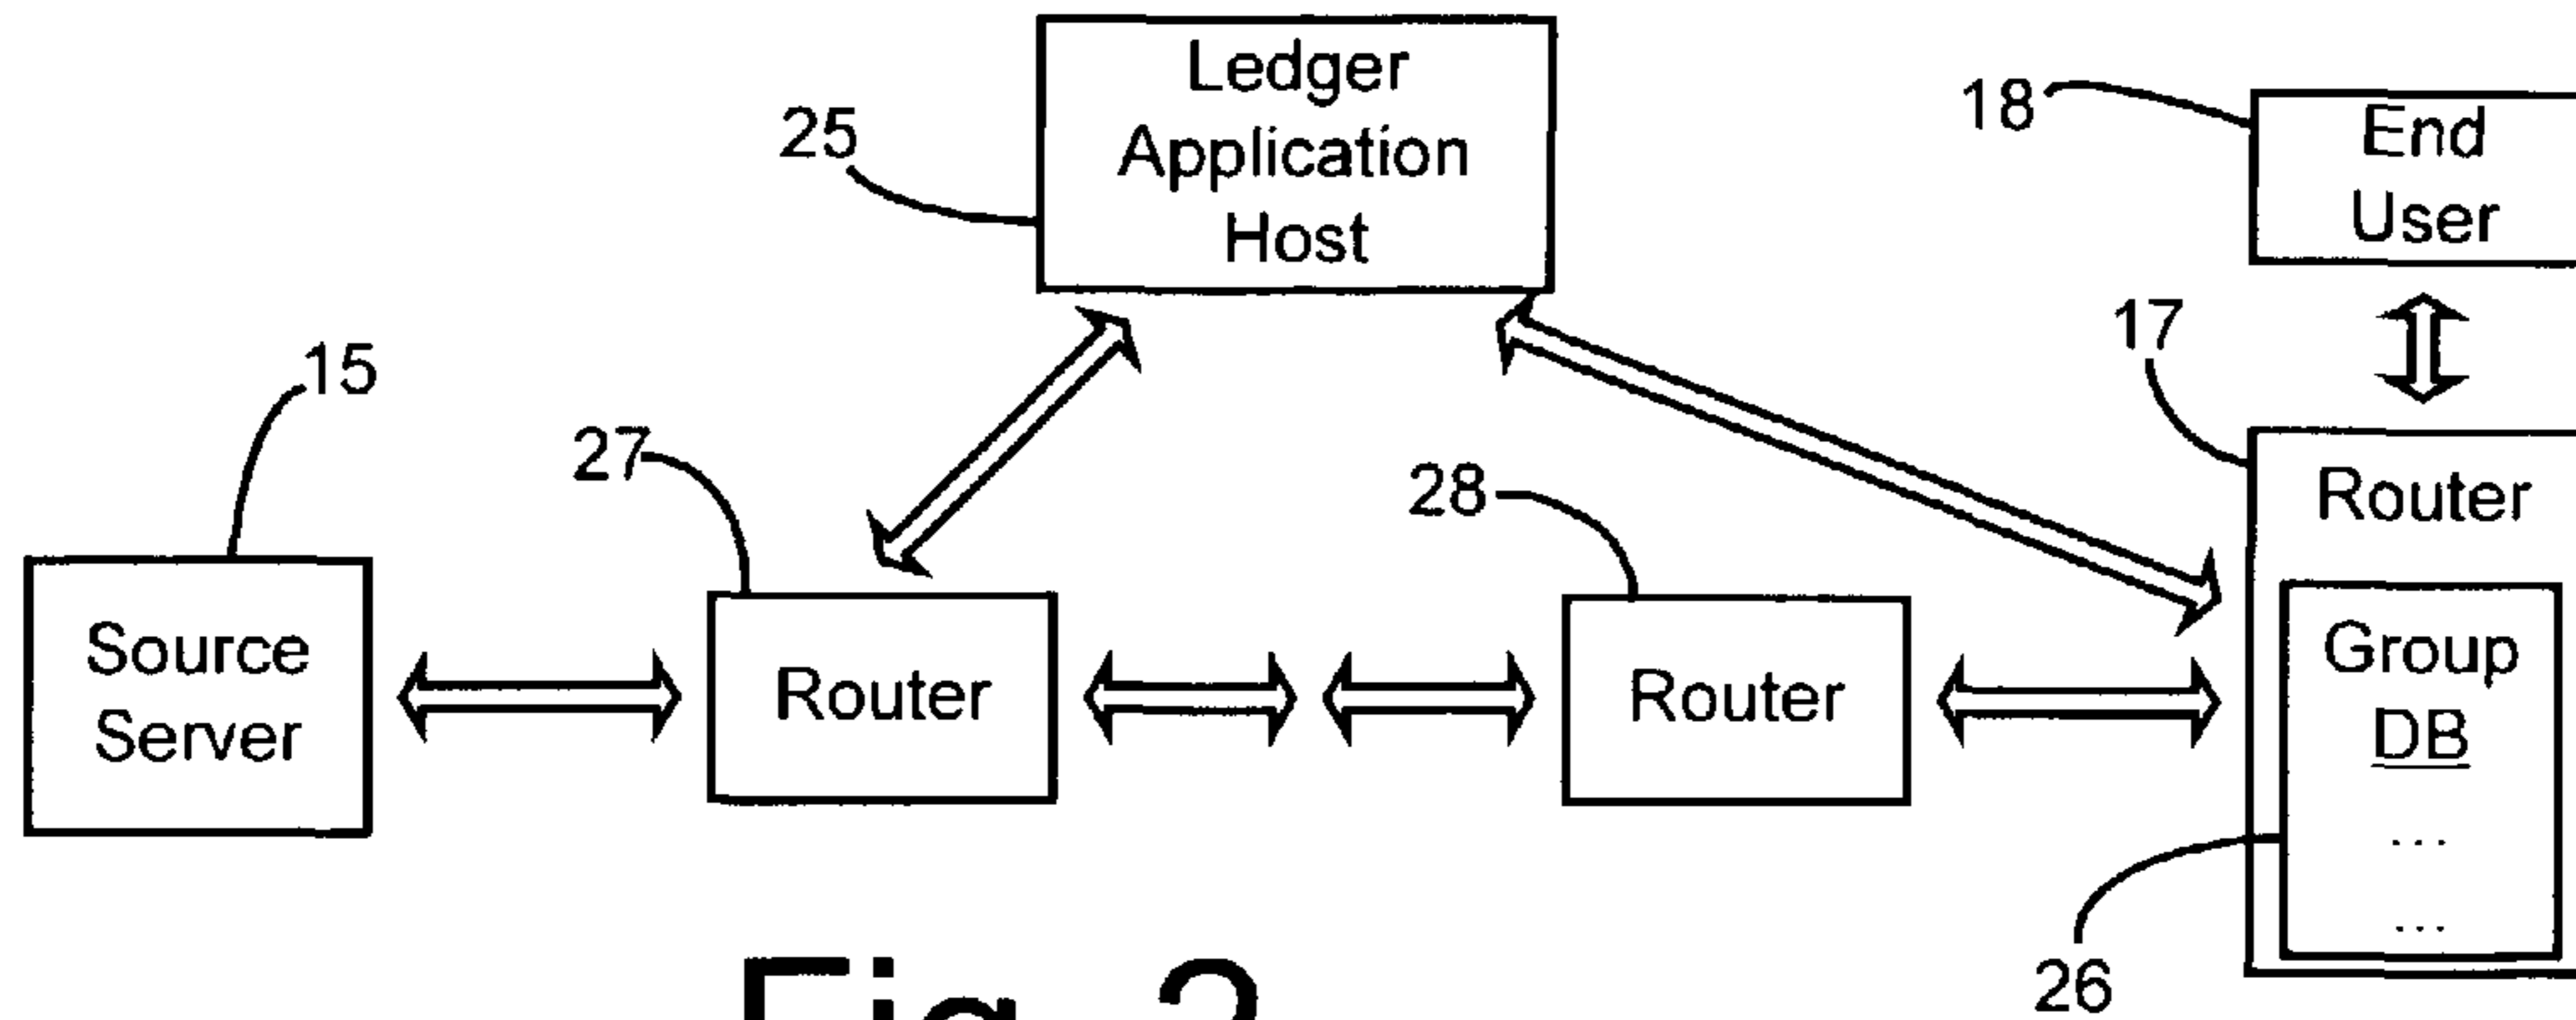 Ledger
Application
Host
25
18
End
User
17
Router
15
27
28
Source
Server
Router
Router
Group
DB
...
...
26
Fig